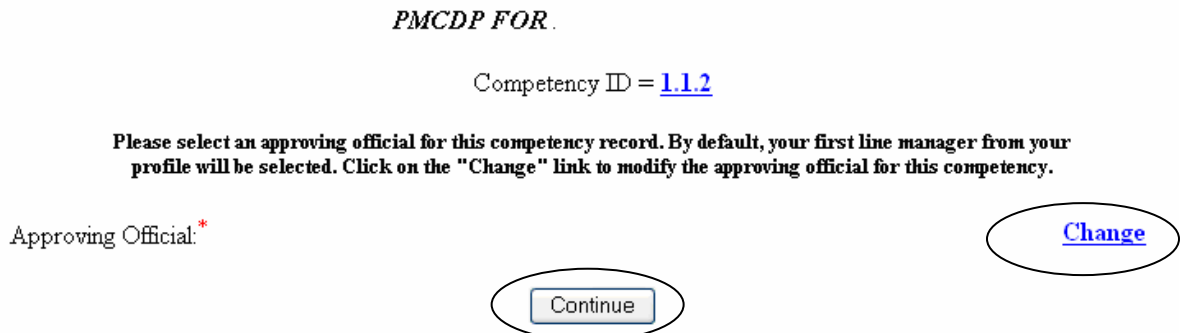 PMCDP FOR.
Competency ID = 1.1.2
Please select an approving official for this competency record. By default, your first line manager from your
profile will be selected. Click on the "Change" link to modify the approving official for this competency.
Approving Official:* Change
Continue